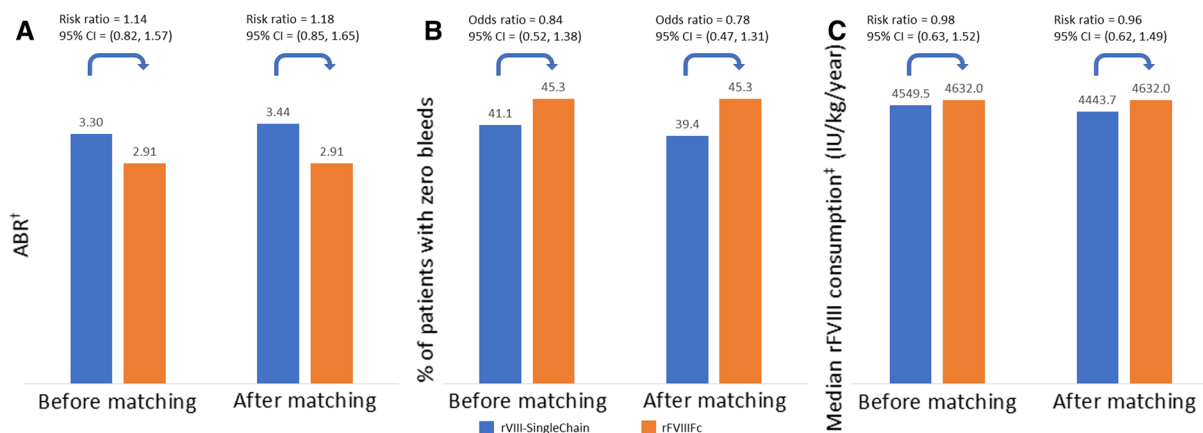 A
Risk ratio = 1.14
95% CI = (0.82, 1.57)
Risk ratio = 1.18
95% CI = (0.85, 1.65)
3.30
2.91
3.44
2.91
ABR†
Before matching
After matching
B
Odds ratio = 0.84
95% CI = (0.52, 1.38)
Odds ratio = 0.78
95% CI = (0.47, 1.31)
41.1
45.3
39.4
45.3
% of patients with zero bleeds
Before matching
After matching
C
Risk ratio = 0.98
95% CI = (0.63, 1.52)
Risk ratio = 0.96
95% CI = (0.62, 1.49)
4549.5
4632.0
4443.7
4632.0
Median rFVIII consumption‡ (IU/kg/year)
Before matching
After matching
rVIII-SingleChain
rFVIIIFc